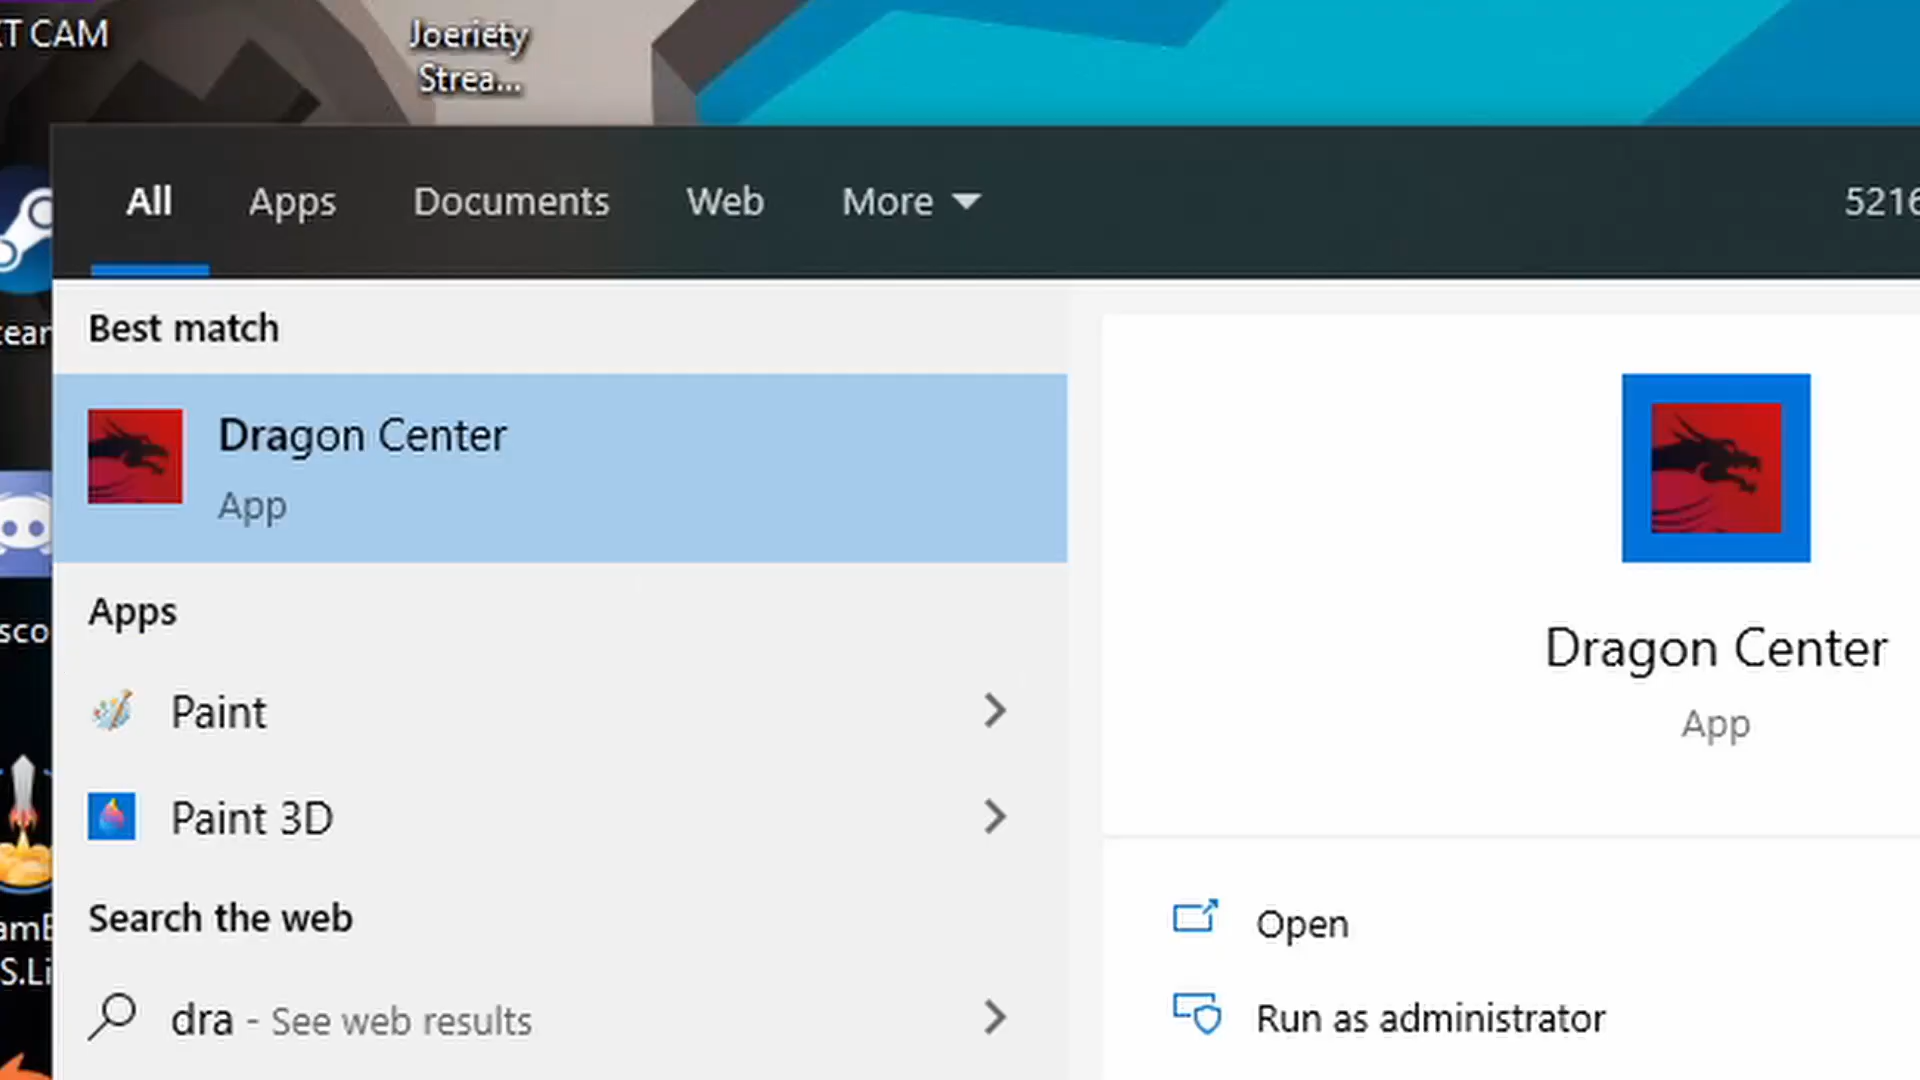 CAM
Joeriety
Strea...
All Apps Documents Web More 5216
Best match
Dragon Center
App
Apps
Paint
Paint 3D
Search the web
dra - See web results
Dragon Center
App
Open
Run as administrator